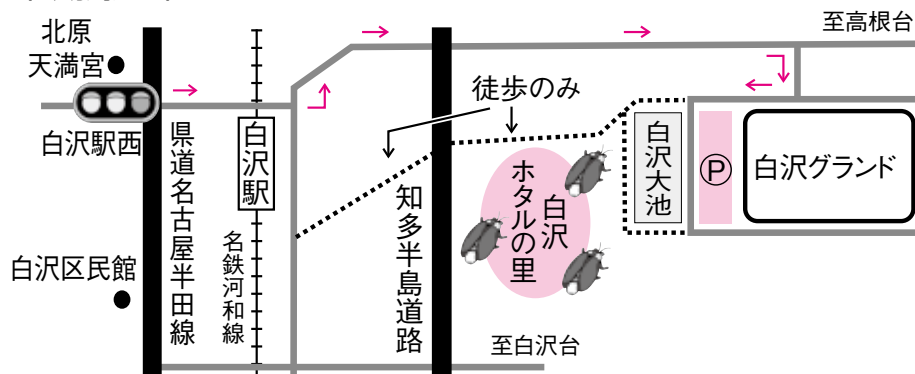 北原
天満宮
白沢駅西
白沢区民館
県道名古屋半田線
白沢駅
名鉄河和線
知多半島道路
徒歩のみ
白沢
ホタルの里
白沢大池
Ⓟ
白沢グランド
至高根台
至白沢台